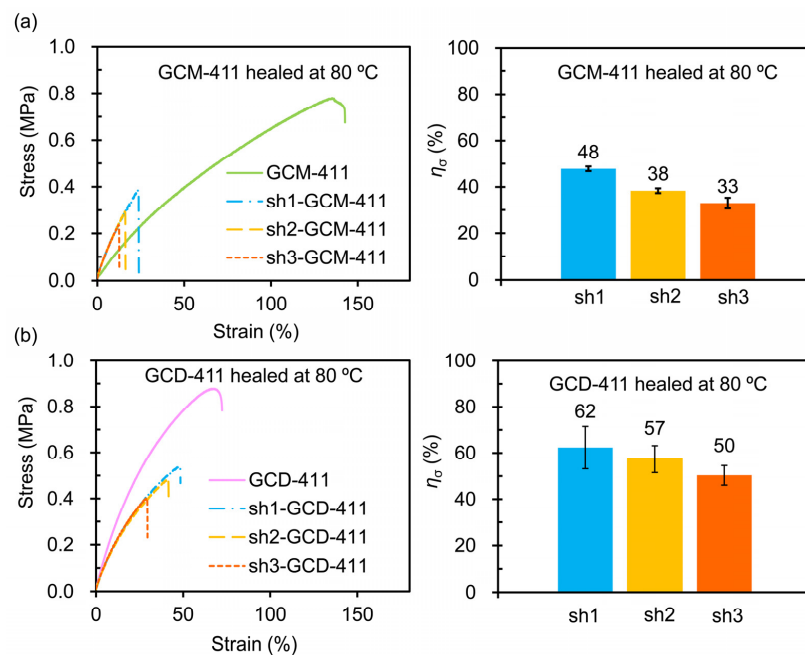 (a)
GCM-411 healed at 80 ºC
Stress (MPa)
1.0
0.8
0.6
0.4
0.2
0.0
GCM-411
sh1-GCM-411
sh2-GCM-411
sh3-GCM-411
0 50 100 150
Strain (%)
GCM-411 healed at 80 ºC
ησ (%)
100
80
60
40
20
0
48
38
33
sh1 sh2 sh3
(b)
GCD-411 healed at 80 ºC
Stress (MPa)
1.0
0.8
0.6
0.4
0.2
0.0
GCD-411
sh1-GCD-411
sh2-GCD-411
sh3-GCD-411
0 50 100 150
Strain (%)
GCD-411 healed at 80 ºC
ησ (%)
100
80
60
40
20
0
62
57
50
sh1 sh2 sh3